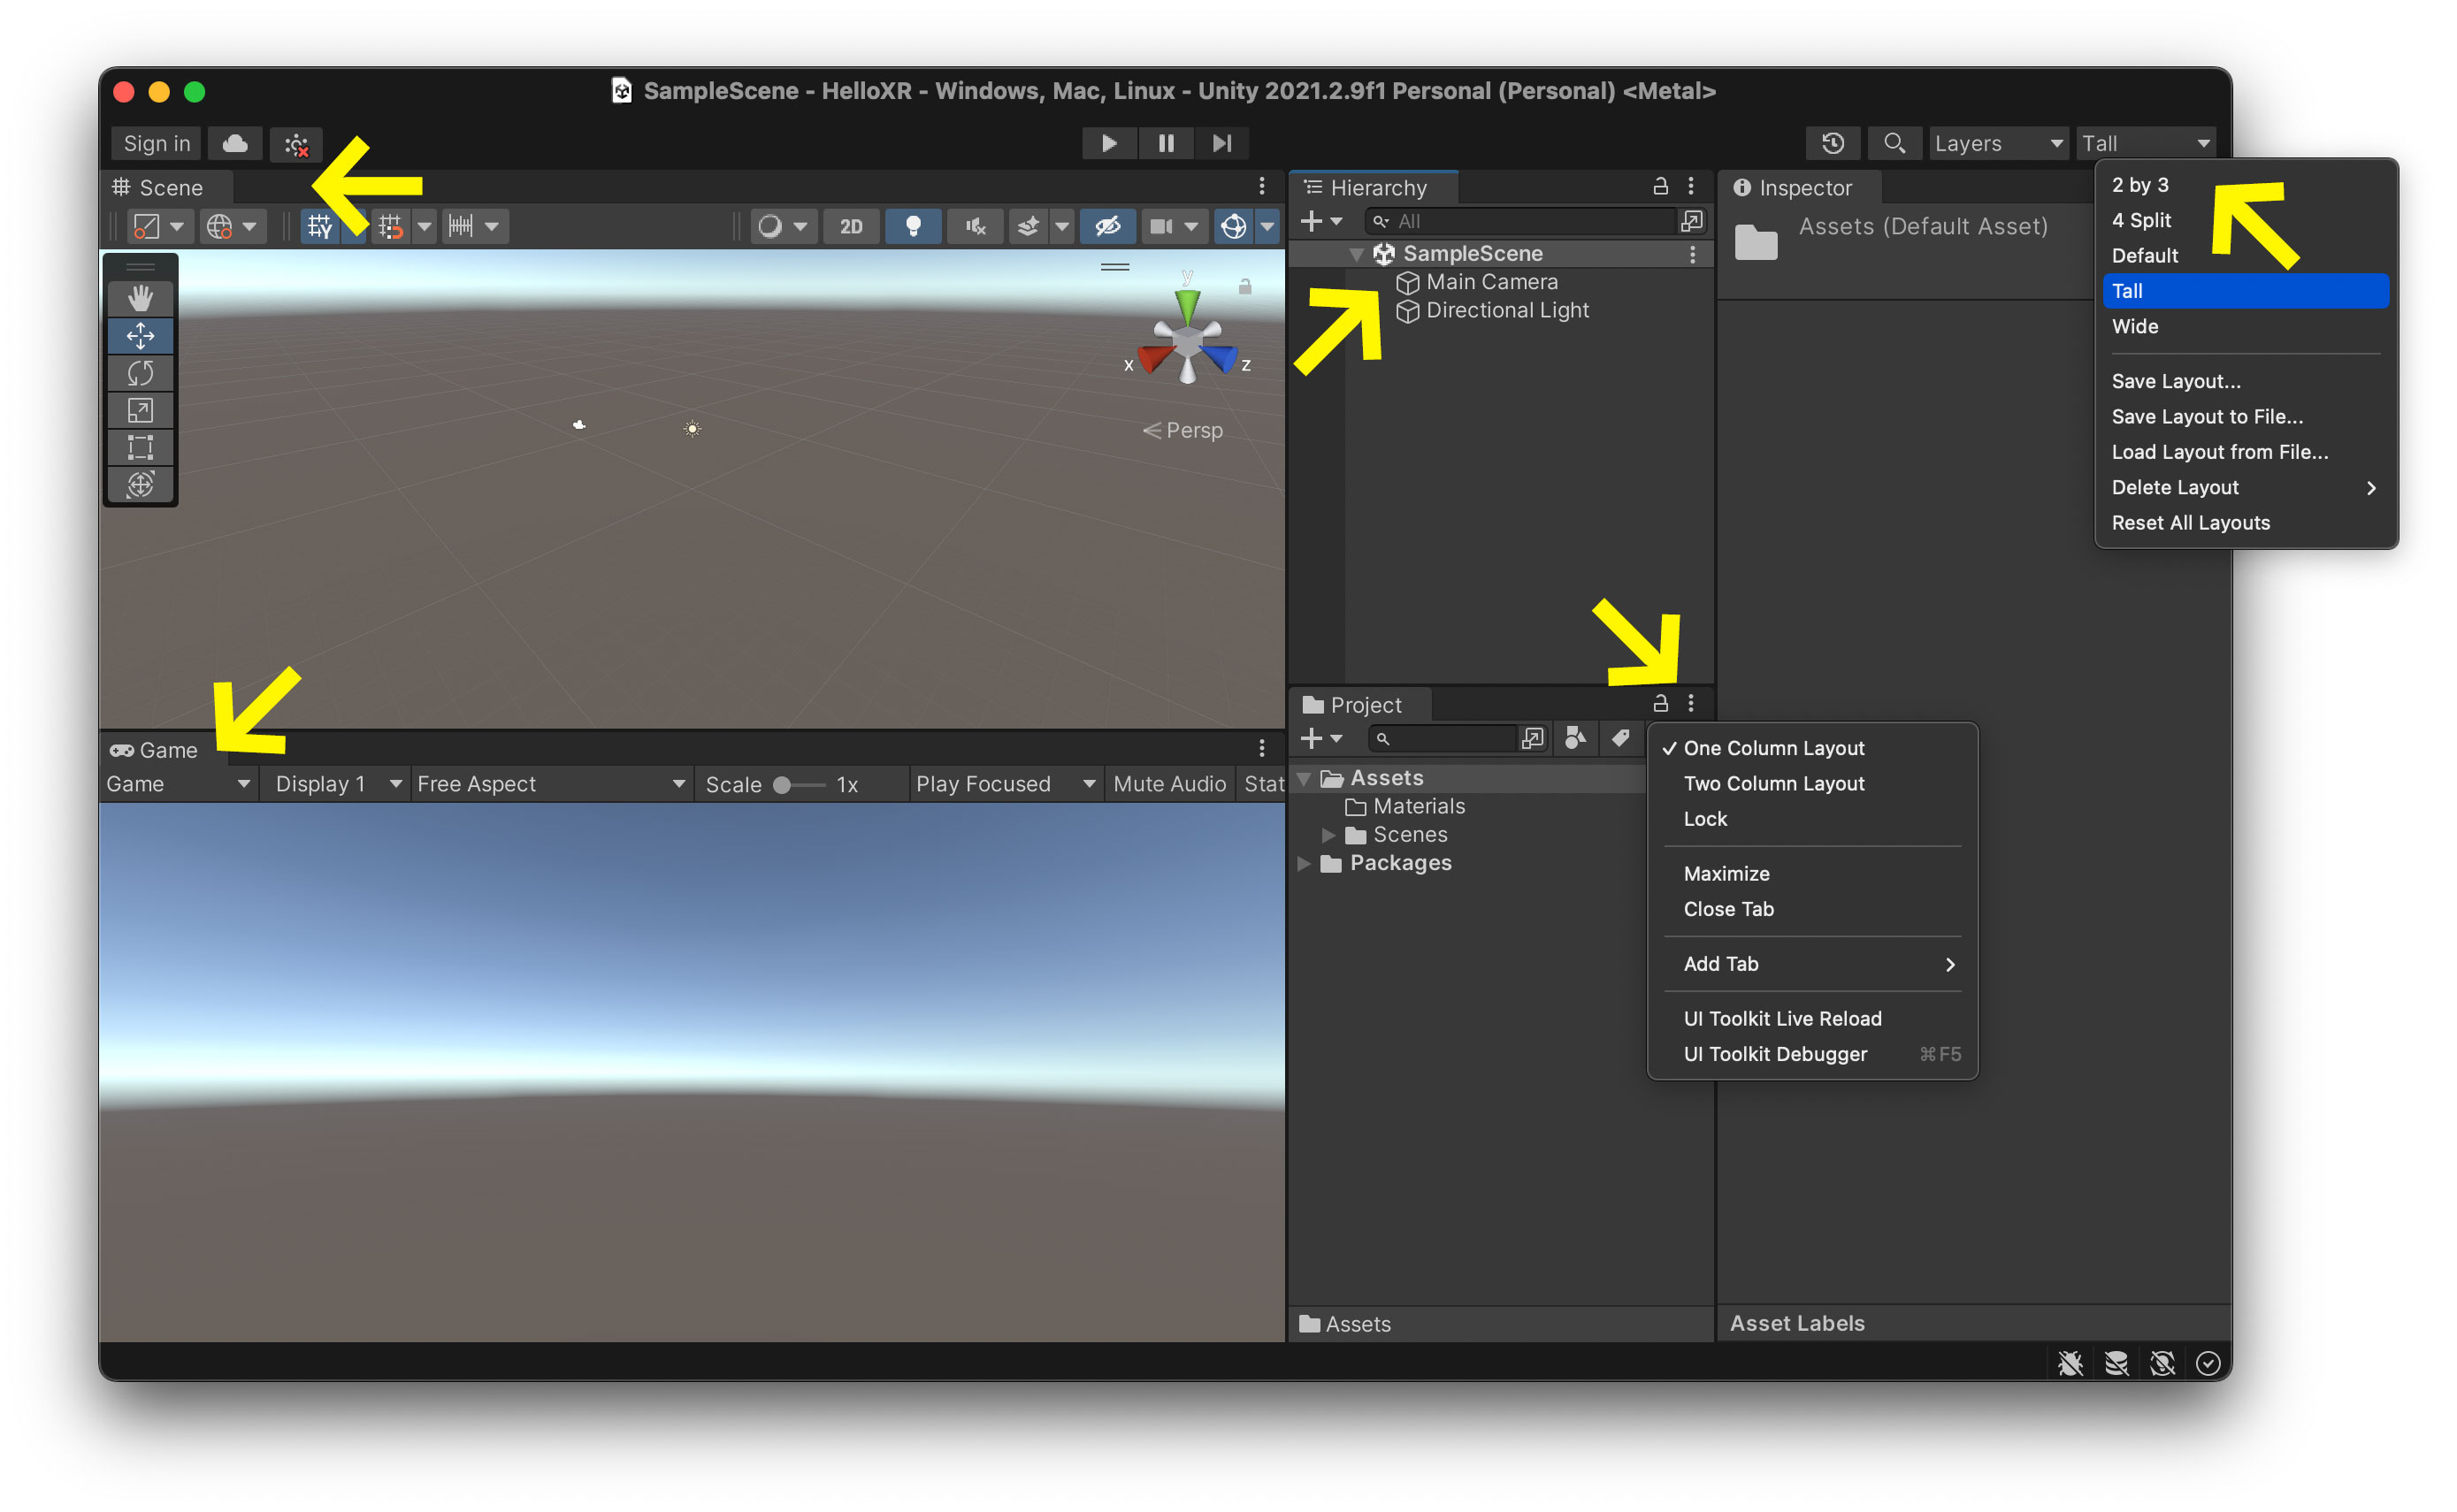 SampleScene - HelloXR - Windows, Mac, Linux - Unity 2021.2.9f1 Personal (Personal) <Metal>
Sign in
Layers
Tall
Scene
2D
y
x
z
Persp
Game
Game
Display 1
Free Aspect
Scale
1x
Play Focused
Mute Audio
Stat
Hierarchy
All
SampleScene
Main Camera
Directional Light
Project
Assets
Materials
Scenes
Packages
Assets
One Column Layout
Two Column Layout
Lock
Maximize
Close Tab
Add Tab
UI Toolkit Live Reload
UI Toolkit Debugger ⌘F5
Inspector
Assets (Default Asset)
Asset Labels
2 by 3
4 Split
Default
Tall
Wide
Save Layout...
Save Layout to File...
Load Layout from File...
Delete Layout
Reset All Layouts